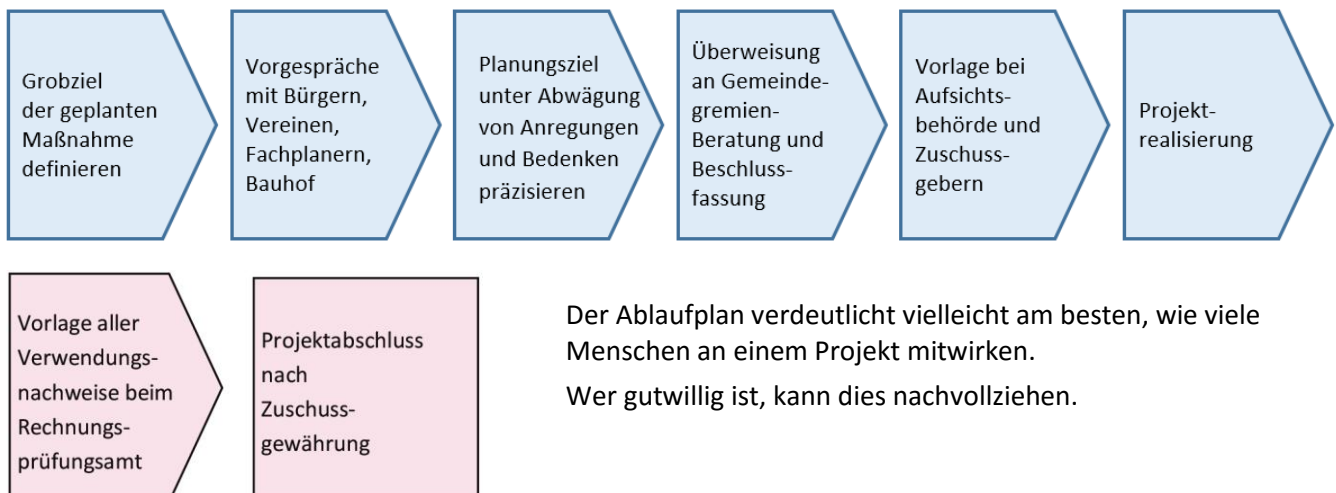 Grobziel
der geplanten
Maßnahme
definieren
Vorgespräche
mit Bürgern,
Vereinen,
Fachplanern,
Bauhof
Planungsziel
unter Abwägung
von Anregungen
und Bedenken
präzisieren
Überweisung
an Gemeinde-
gremien-
Beratung und
Beschluss-
fassung
Vorlage bei
Aufsichts-
behörde und
Zuschuss-
gebern
Projekt-
realisierung
Vorlage aller
Verwendungs-
nachweise beim
Rechnungs-
prüfungsamt
Projektabschluss
nach
Zuschuss-
gewährung
Der Ablaufplan verdeutlicht vielleicht am besten, wie viele
Menschen an einem Projekt mitwirken.
Wer gutwillig ist, kann dies nachvollziehen.